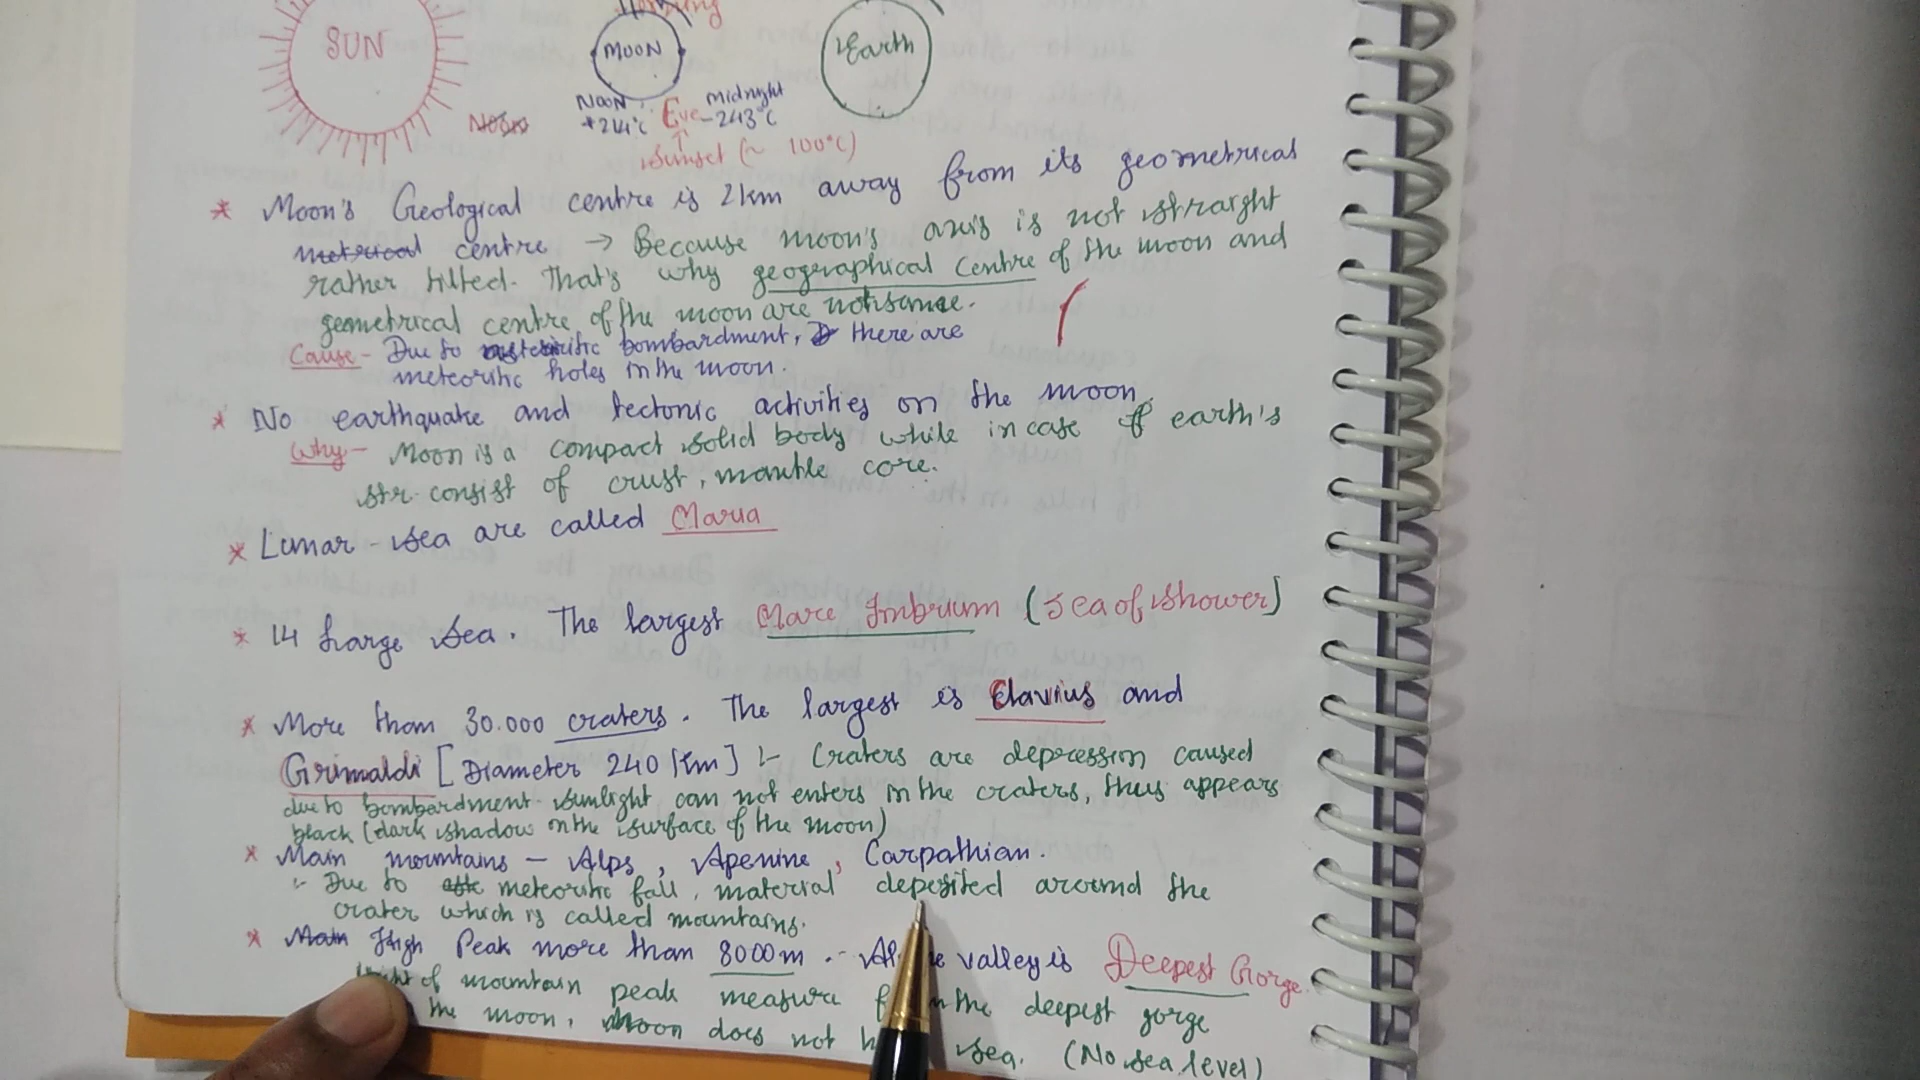 Morning
SUN
MOON
Earth
Noon
+214°C
Eve
midnight
-243°C
Sunset (~ 100°C)
* Moon's Geological centre is 2km away from its geometrical
metrical centre → Because moon's axis is not straight
rather tilted. That's why geographical centre of the moon and
geometrical centre of the moon are not same.
Cause - Due to bombardment, there are
meteoritic holes in the moon.
* No earthquake and tectonic activities on the moon.
Why - Moon is a compact solid body while in case of earth's
str. consist of crust, mantle core.
* Lunar - sea are called Maria
* 14 large sea. The largest Mare Imbrium (Sea of shower)
* More than 30.000 craters. The largest is Clavius and
Grimaldi [Diameter 240 km] :- Craters are depression caused
due to bombardment. sunlight can not enters in the craters, thus appears
black (dark shadow on the surface of the moon)
* Main mountains - Alps, Apenine, Carpathian.
:- Due to meteoritic fall, material deposited around the
crater which is called mountains.
* Main High Peak more than 8000m. - valley is Deepest Gorge.
of mountain peak measure the deepest gorge
the moon, Moon does not sea. (No sea level)